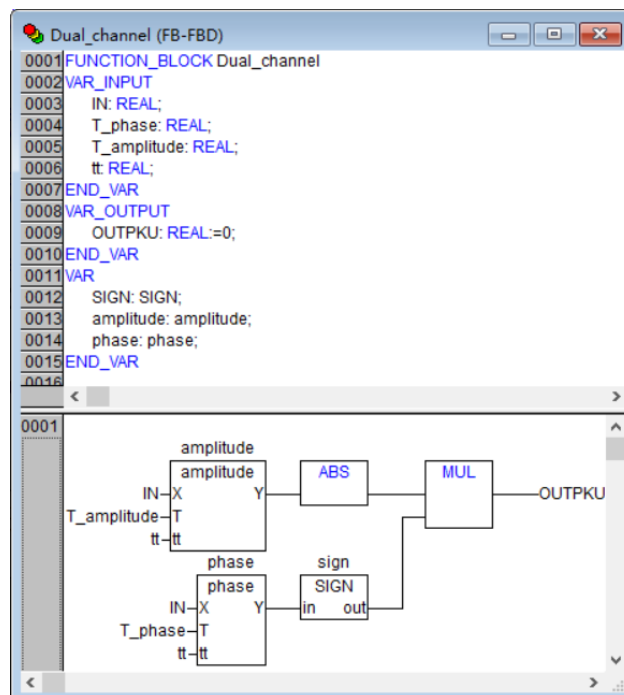 Dual_channel (FB-FBD)
0001 FUNCTION_BLOCK Dual_channel
0002 VAR_INPUT
0003 IN: REAL;
0004 T_phase: REAL;
0005 T_amplitude: REAL;
0006 tt: REAL;
0007 END_VAR
0008 VAR_OUTPUT
0009 OUTPKU: REAL:=0;
0010 END_VAR
0011 VAR
0012 SIGN: SIGN;
0013 amplitude: amplitude;
0014 phase: phase;
0015 END_VAR
0016
0001
amplitude
amplitude ABS MUL
IN X Y OUTPKU
T_amplitude T
tt tt
phase sign
phase SIGN
IN X Y in out
T_phase T
tt tt